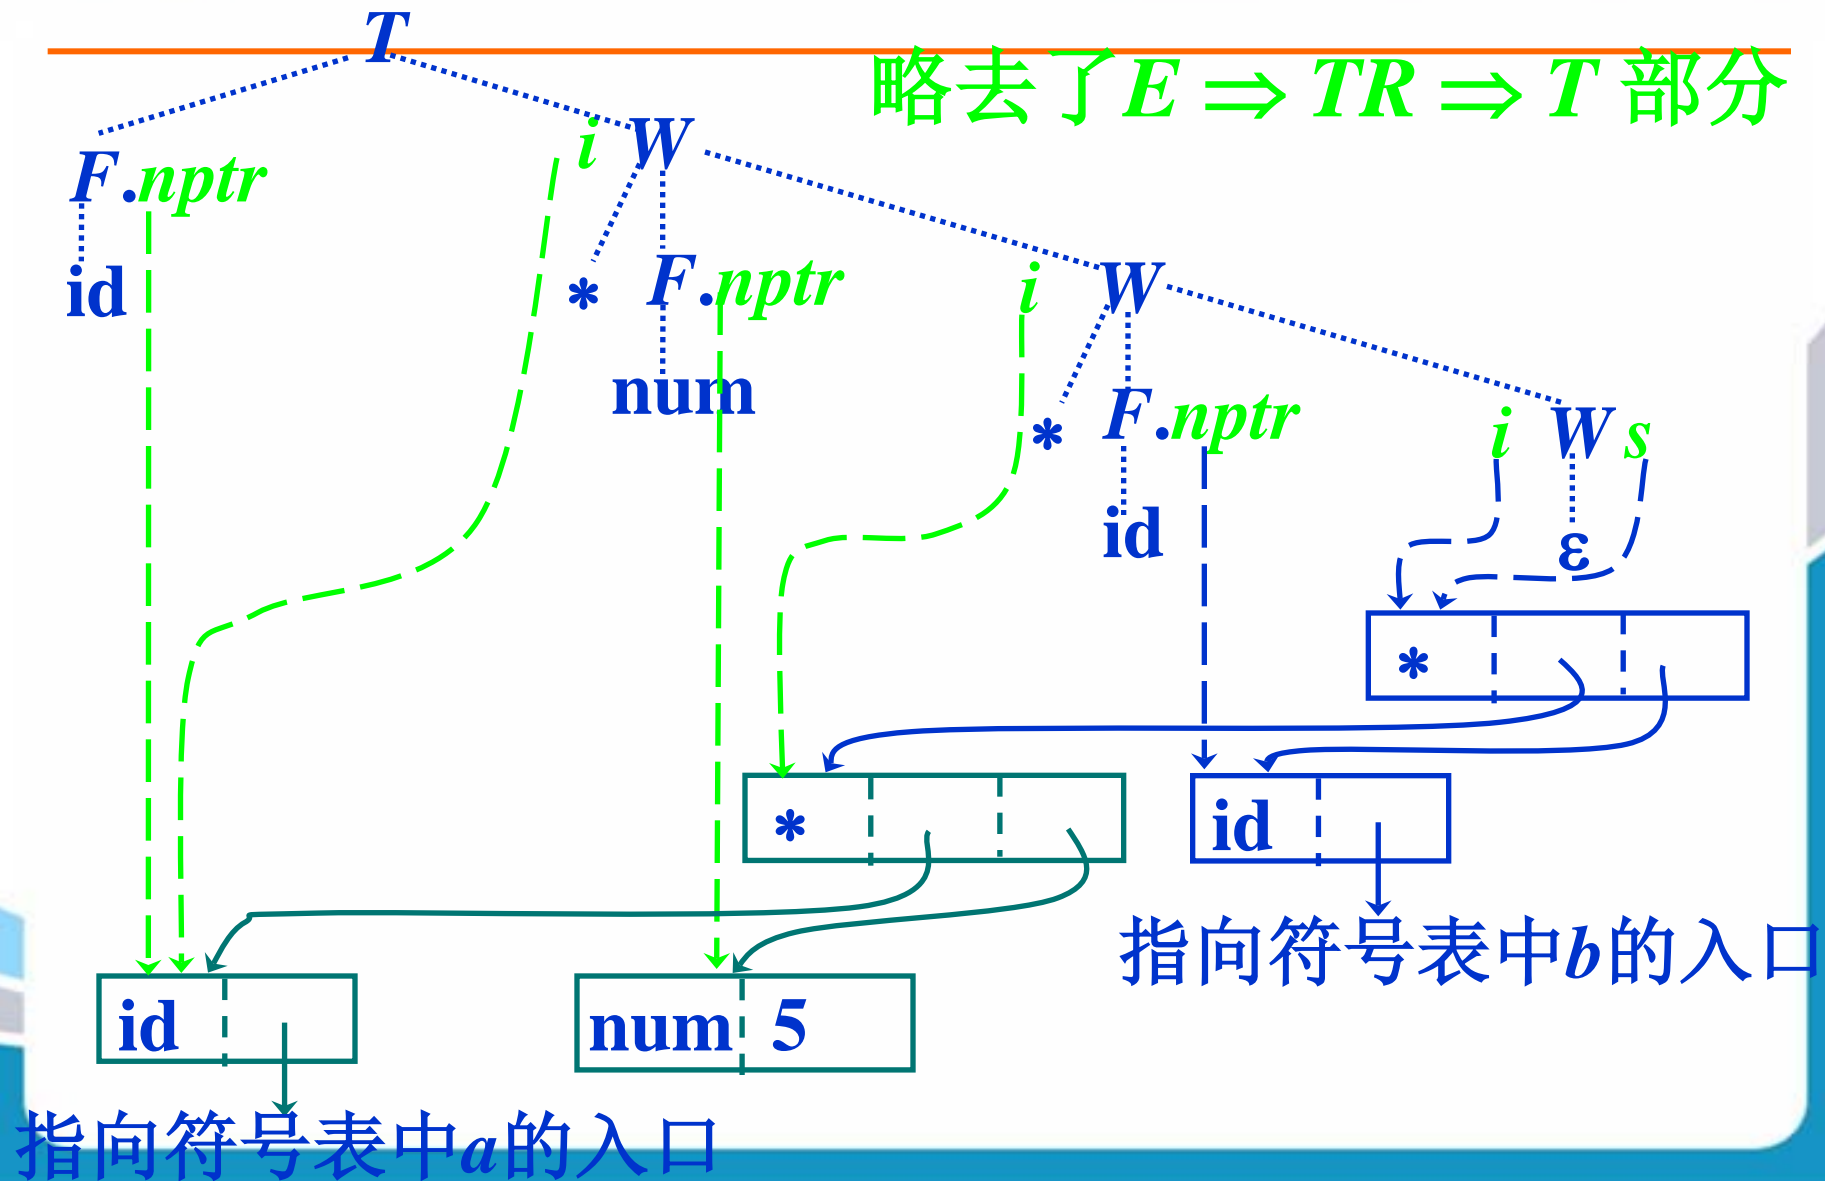 T
略去了E ⇒ TR ⇒ T 部分
i W
F.nptr
id
* F.nptr
i W
num
* F.nptr
i W s
id
ε
*
* 
id
指向符号表中b的入口
id
num 5
指向符号表中a的入口